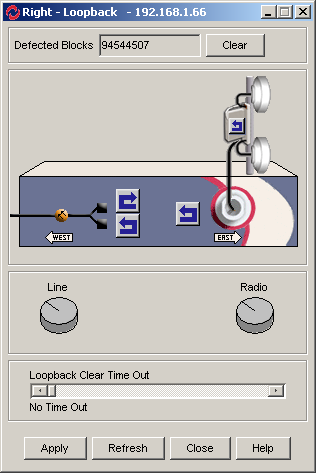 Right - Loopback - 192.168.1.66
Defected Blocks 94544507 Clear
WEST EAST
Line Radio
Loopback Clear Time Out
No Time Out
Apply Refresh Close Help